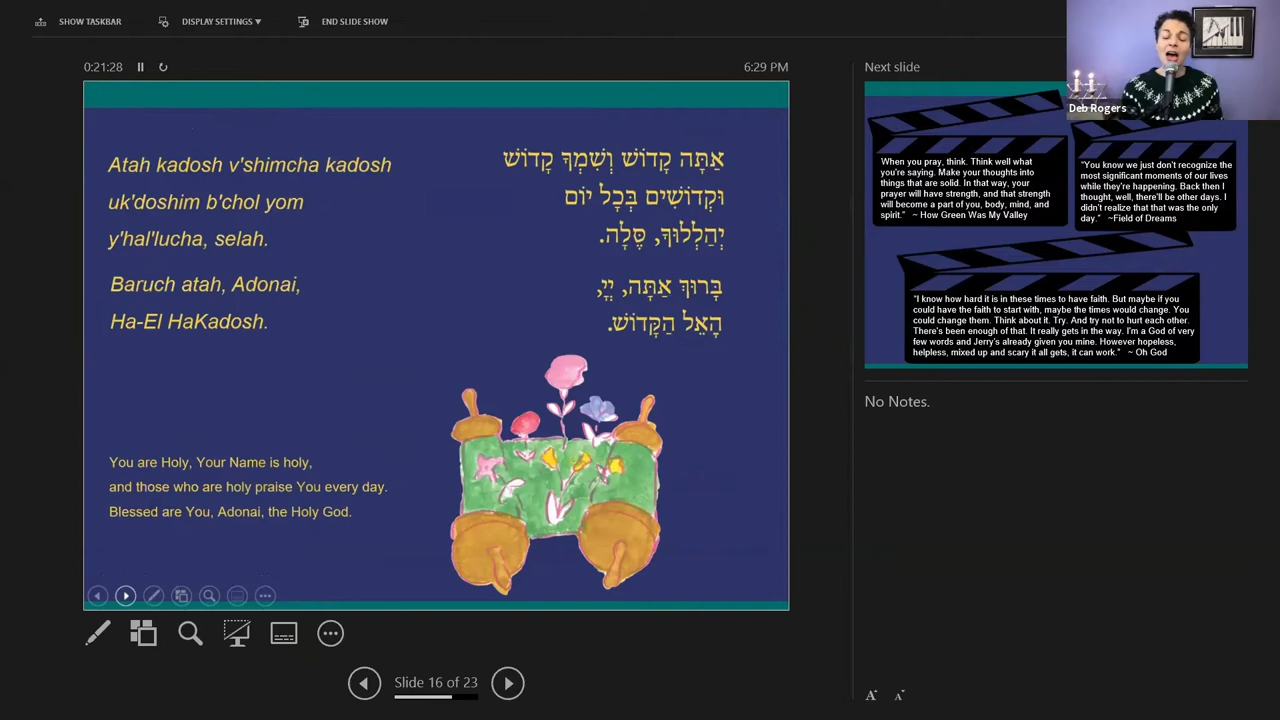 SHOW TASKBAR
DISPLAY SETTINGS ▼
END SLIDE SHOW
0:21:28
6:29 PM
Atah kadosh v'shimcha kadosh
uk'doshim b'chol yom
y'hal'lucha, selah.
Baruch atah, Adonai,
Ha-El HaKadosh.
אַתָּה קָדוֹשׁ וְשִׁמְךָ קָדוֹשׁ
וּקְדוֹשִׁים בְּכָל יוֹם
יְהַלְלוּךָ, סֶּלָה.
בָּרוּךְ אַתָּה, יְיָ,
הָאֵל הַקָּדוֹשׁ.
You are Holy, Your Name is holy,
and those who are holy praise You every day.
Blessed are You, Adonai, the Holy God.
Slide 16 of 23
Next slide
Deb Rogers
When you pray, think. Think well what
you're saying. Make your thoughts into
things that are solid. In that way, your
prayer will have strength, and that strength
will become a part of you, body, mind, and
spirit." ~ How Green Was My Valley
"You know we just don't recognize the
most significant moments of our lives
while they're happening. Back then I
thought, well, there'll be other days. I
didn't realize that that was the only
day." ~Field of Dreams
"I know how hard it is in these times to have faith. But maybe if you
could have the faith to start with, maybe the times would change. You
could change them. Think about it. Try. And try not to hurt each other.
There's been enough of that. It really gets in the way. I'm a God of very
few words and Jerry's already given you mine. However hopeless,
helpless, mixed up and scary it all gets, it can work." ~ Oh God
No Notes.
A A